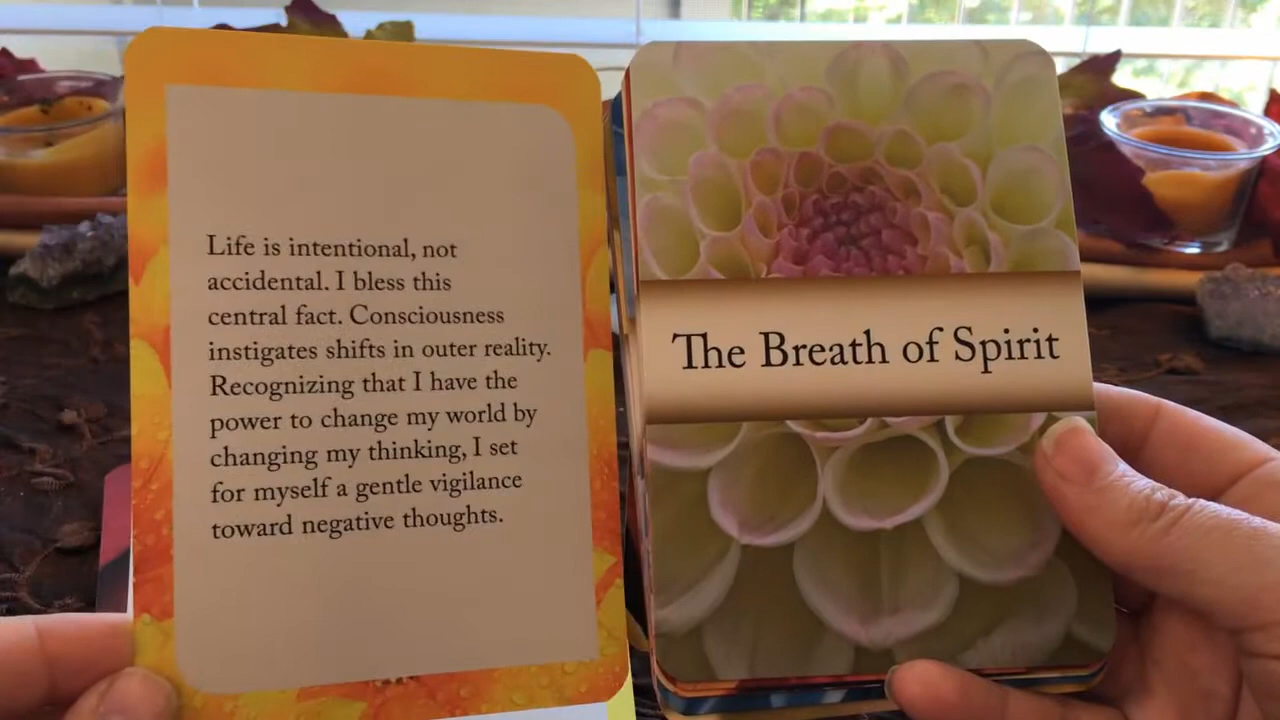 Life is intentional, not
accidental. I bless this
central fact. Consciousness
instigates shifts in outer reality.
Recognizing that I have the
power to change my world by
changing my thinking, I set
for myself a gentle vigilance
toward negative thoughts.
The Breath of Spirit